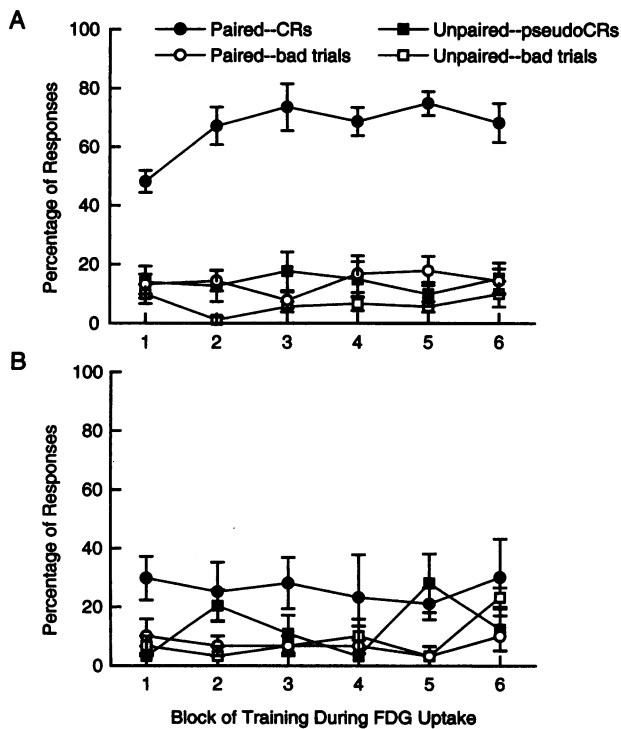 A
Paired--CRs
Unpaired--pseudoCRs
Paired--bad trials
Unpaired--bad trials
100
80
60
40
20
0
Percentage of Responses
1 2 3 4 5 6
B
100
80
60
40
20
0
Percentage of Responses
1 2 3 4 5 6
Block of Training During FDG Uptake